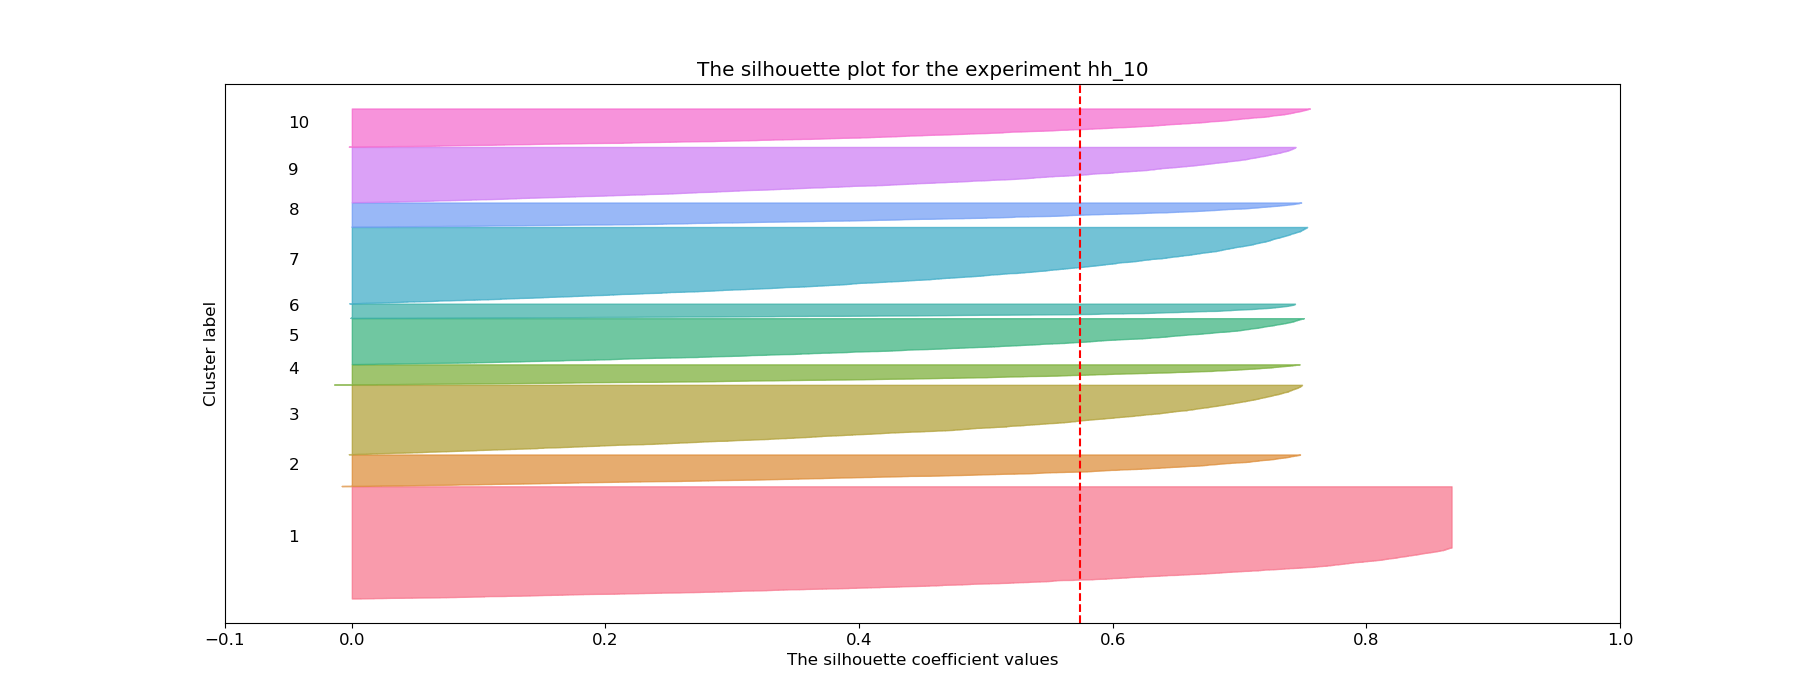 The silhouette plot for the experiment hh_10
10
9
8
7
6
5
4
3
2
1
Cluster label
−0.1 0.0 0.2 0.4 0.6 0.8 1.0
The silhouette coefficient values